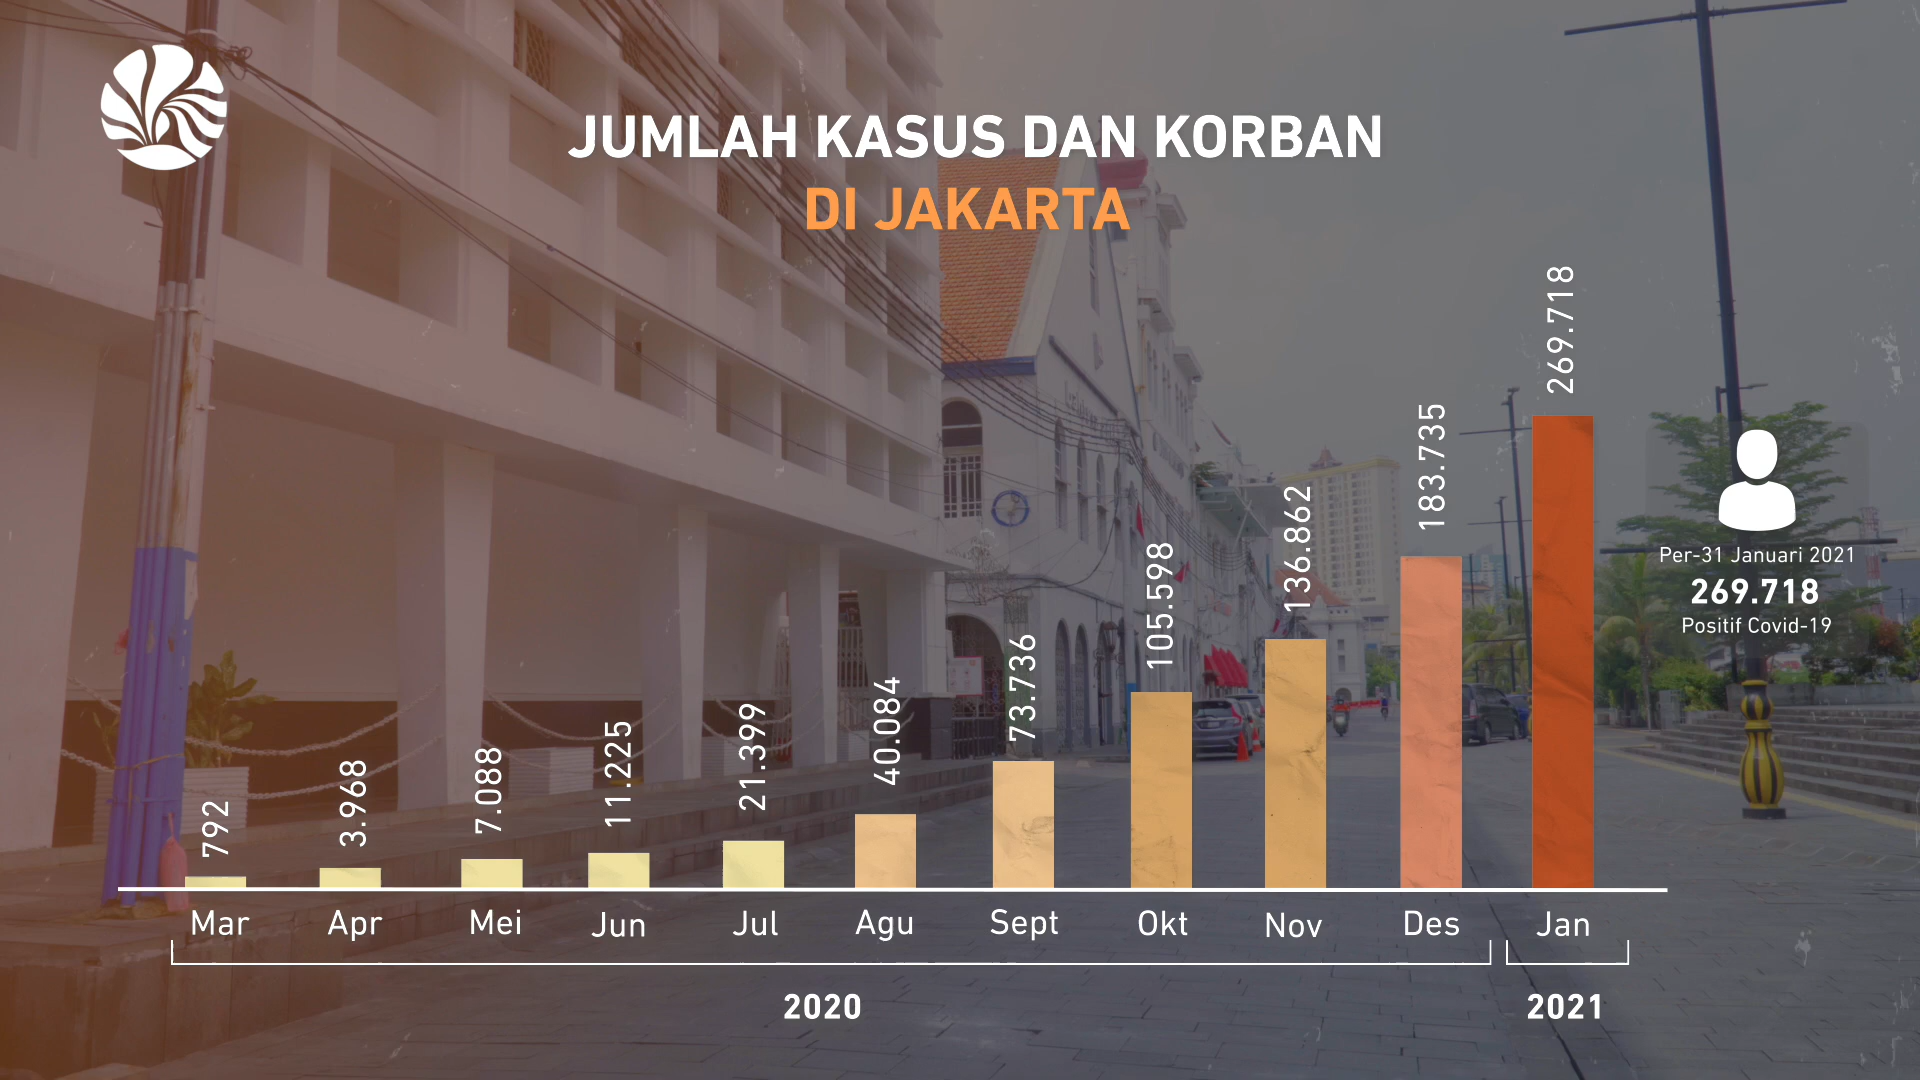 JUMLAH KASUS DAN KORBAN
DI JAKARTA
792
3.968
7.088
11.225
21.399
40.084
73.736
105.598
136.862
183.735
269.718
Per-31 Januari 2021
269.718
Positif Covid-19
Mar
Apr
Mei
Jun
Jul
Agu
Sept
Okt
Nov
Des
Jan
2020
2021